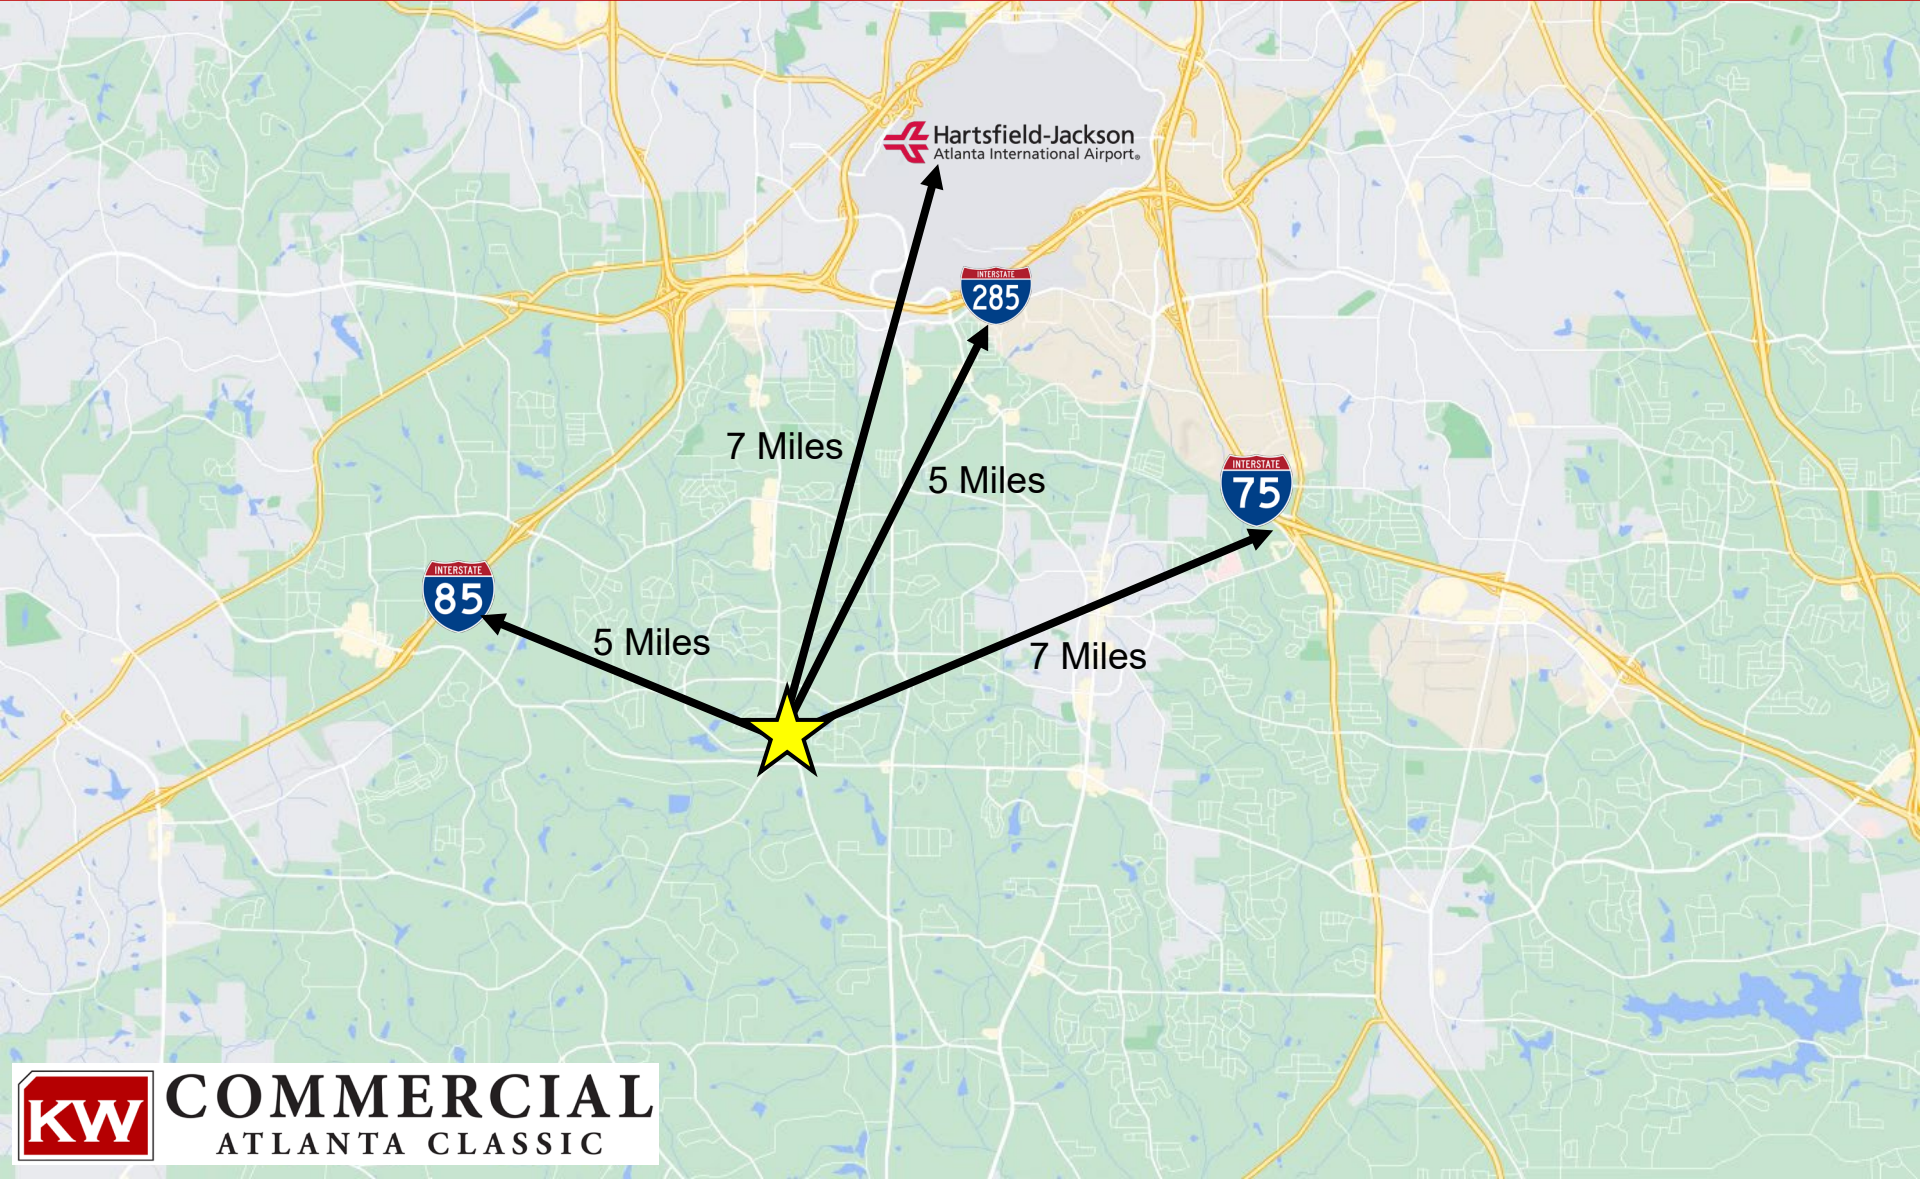 Hartsfield-Jackson
Atlanta International Airport®
INTERSTATE
285
7 Miles
5 Miles
INTERSTATE
75
INTERSTATE
85
5 Miles
7 Miles
KW
COMMERCIAL
ATLANTA CLASSIC